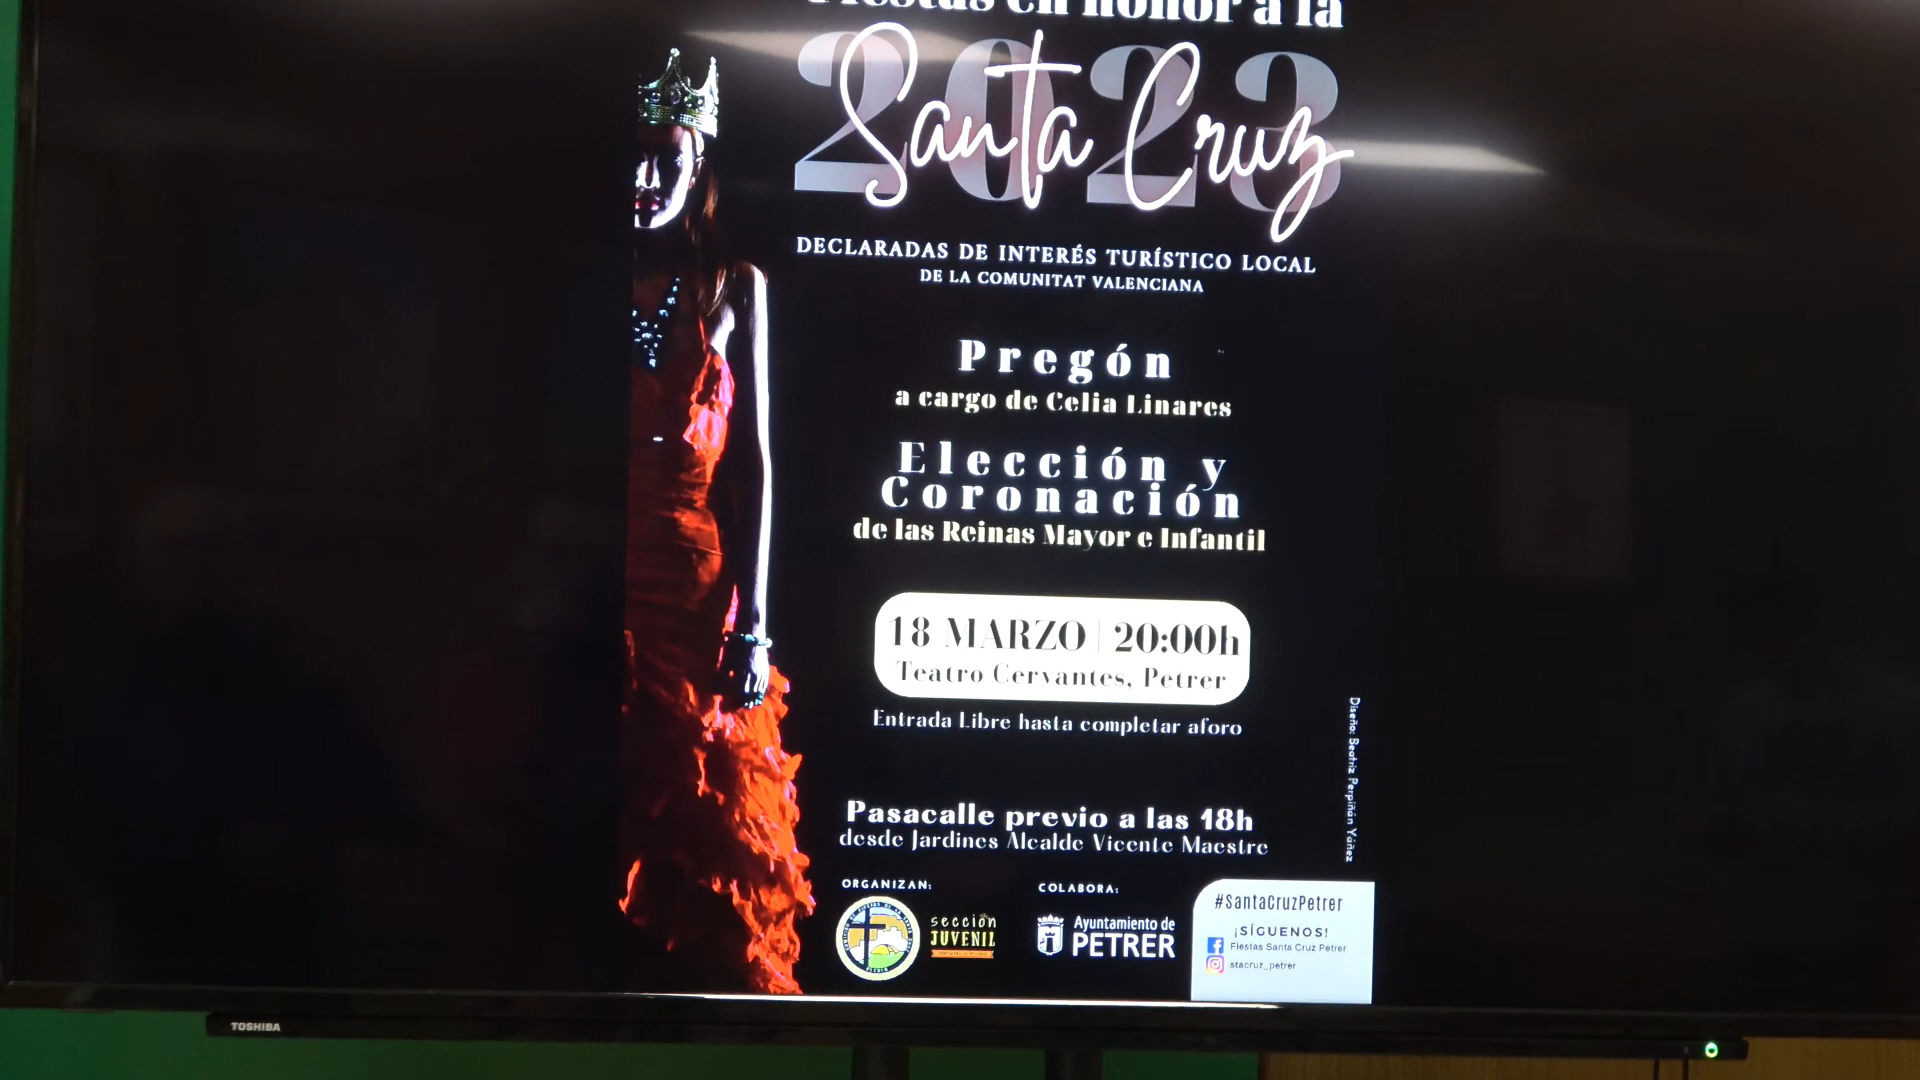 Fiestas en honor a la
2023
Santa Cruz
DECLARADAS DE INTERÉS TURÍSTICO LOCAL
DE LA COMUNITAT VALENCIANA
Pregón
a cargo de Celia Linares
Elección y
Coronación
de las Reinas Mayor e Infantil
18 MARZO | 20:00h
Teatro Cervantes, Petrer
Entrada Libre hasta completar aforo
Diseño: Beatriz Perpiñán Yáñez
Pasacalle previo a las 18h
desde Jardines Alcalde Vicente Maestre
ORGANIZAN:
sección
JUVENIL
COLABORA:
Ayuntamiento de
PETRER
#SantaCruzPetrer
¡SÍGUENOS!
Fiestas Santa Cruz Petrer
stacruz_petrer
TOSHIBA